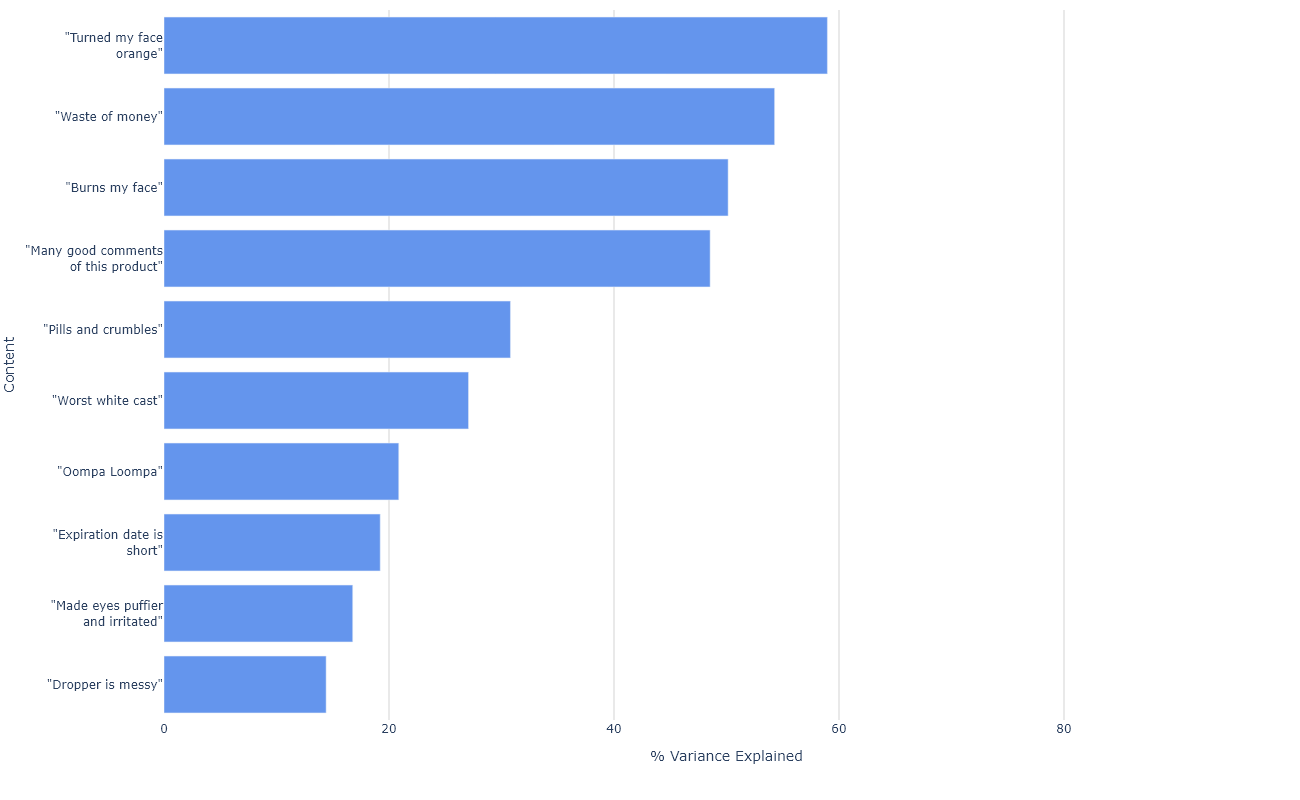 "Turned my face
orange"
"Waste of money"
"Burns my face"
"Many good comments
of this product"
"Pills and crumbles"
"Worst white cast"
"Oompa Loompa"
"Expiration date is
short"
"Made eyes puffier
and irritated"
"Dropper is messy"
Content
0 20 40 60 80
% Variance Explained